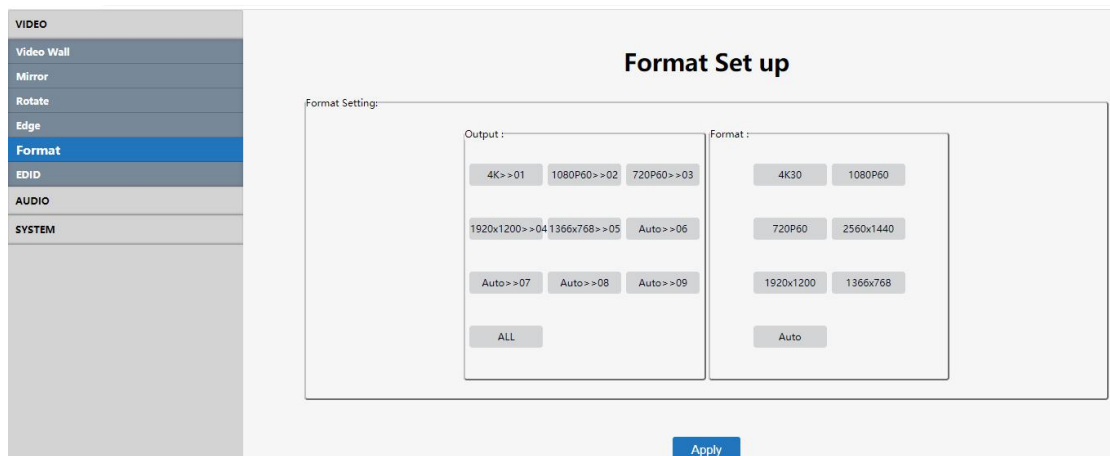 VIDEO
Video Wall
Mirror
Rotate
Edge
Format
EDID
AUDIO
SYSTEM
Format Set up
Format Setting:
Output :
4K>>01 1080P60>>02 720P60>>03
1920x1200>>04 1366x768>>05 Auto>>06
Auto>>07 Auto>>08 Auto>>09
ALL
Format :
4K30 1080P60
720P60 2560x1440
1920x1200 1366x768
Auto
Apply